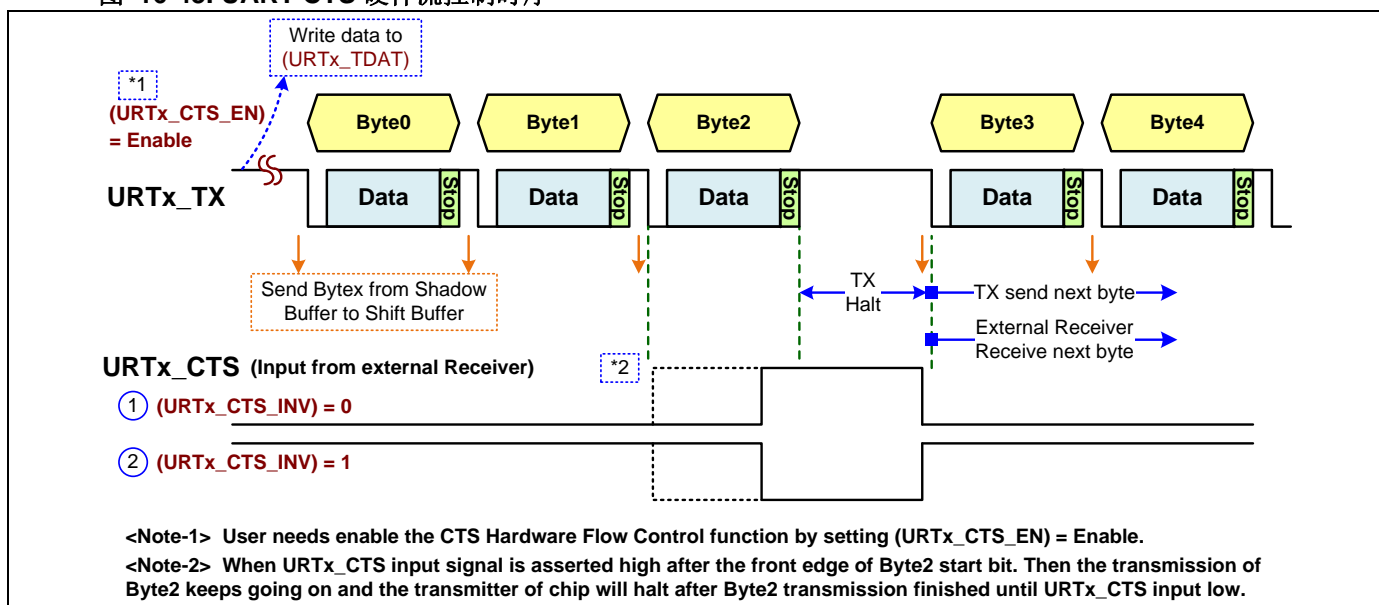 Write data to
(URTx_TDAT)
*1
(URTx_CTS_EN)
= Enable
Byte0
Byte1
Byte2
Byte3
Byte4
URTx_TX
Data
Stop
Data
Stop
Data
Stop
Data
Stop
Data
Stop
Send Bytex from Shadow
Buffer to Shift Buffer
TX
Halt
TX send next byte
External Receiver
Receive next byte
URTx_CTS (Input from external Receiver)
*2
1 (URTx_CTS_INV) = 0
2 (URTx_CTS_INV) = 1
<Note-1> User needs enable the CTS Hardware Flow Control function by setting (URTx_CTS_EN) = Enable.
<Note-2> When URTx_CTS input signal is asserted high after the front edge of Byte2 start bit. Then the transmission of
Byte2 keeps going on and the transmitter of chip will halt after Byte2 transmission finished until URTx_CTS input low.